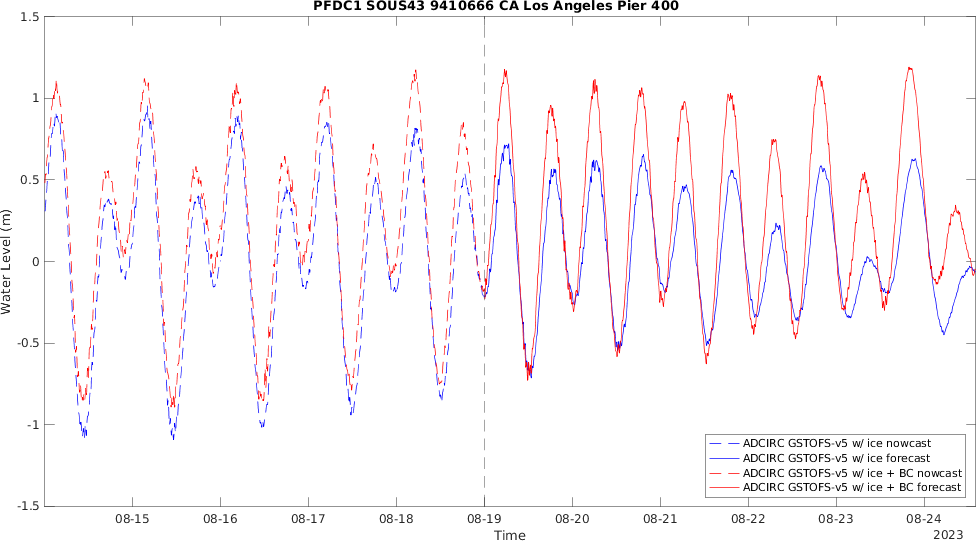 PFDC1 SOUS43 9410666 CA Los Angeles Pier 400
1.5
1
0.5
0
-0.5
-1
-1.5
Water Level (m)
08-15
08-16
08-17
08-18
08-19
08-20
08-21
08-22
08-23
08-24
Time
2023
ADCIRC GSTOFS-v5 w/ ice nowcast
ADCIRC GSTOFS-v5 w/ ice forecast
ADCIRC GSTOFS-v5 w/ ice + BC nowcast
ADCIRC GSTOFS-v5 w/ ice + BC forecast